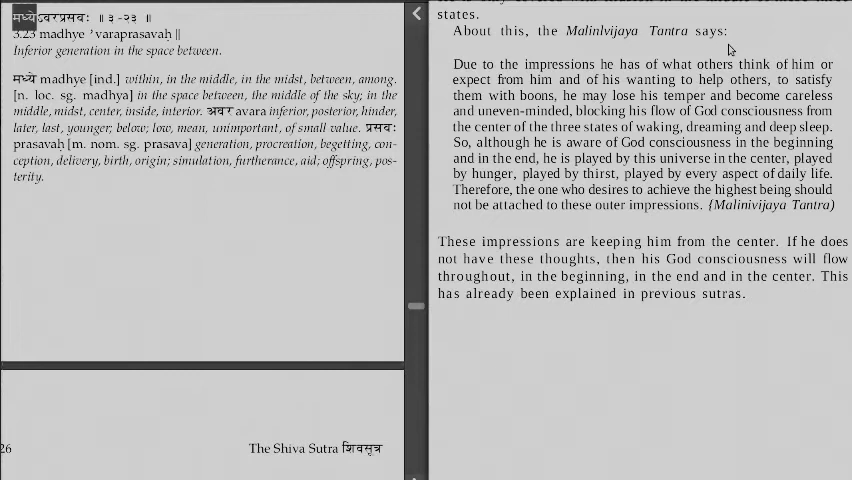 मध्येऽवरप्रसवः ॥ ३-२३ ॥
3.23 madhye 'varaprasavaḥ ||
Inferior generation in the space between.
मध्ये madhye [ind.] within, in the middle, in the midst, between, among.
[n. loc. sg. madhya] in the space between, the middle of the sky; in the
middle, midst, center, inside, interior. अवर avara inferior, posterior, hinder,
later, last, younger; below; low, mean, unimportant, of small value. प्रसवः
prasavaḥ [m. nom. sg. prasava] generation, procreation, begetting, con-
ception, delivery, birth, origin; simulation, furtherance, aid; offspring, pos-
terity.
26
The Shiva Sutra शिवसूत्र
states.
About this, the Malinlvijaya Tantra says:
Due to the impressions he has of what others think of him or
expect from him and of his wanting to help others, to satisfy
them with boons, he may lose his temper and become careless
and uneven-minded, blocking his flow of God consciousness from
the center of the three states of waking, dreaming and deep sleep.
So, although he is aware of God consciousness in the beginning
and in the end, he is played by this universe in the center, played
by hunger, played by thirst, played by every aspect of daily life.
Therefore, the one who desires to achieve the highest being should
not be attached to these outer impressions. {Malinivijaya Tantra)
These impressions are keeping him from the center. If he does
not have these thoughts, then his God consciousness will flow
throughout, in the beginning, in the end and in the center. This
has already been explained in previous sutras.